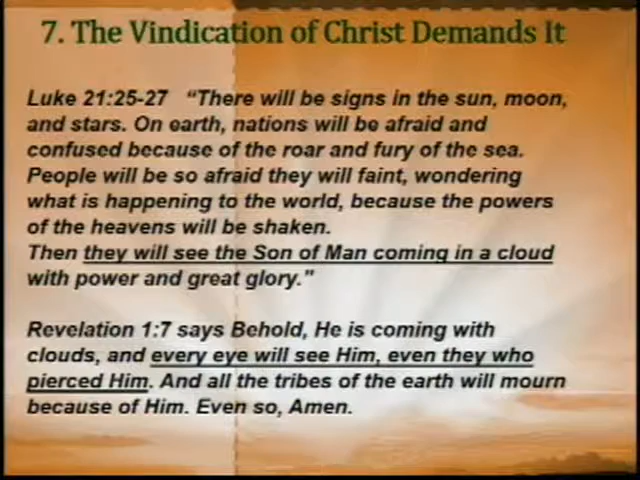 7. The Vindication of Christ Demands It
Luke 21:25-27 “There will be signs in the sun, moon,
and stars. On earth, nations will be afraid and
confused because of the roar and fury of the sea.
People will be so afraid they will faint, wondering
what is happening to the world, because the powers
of the heavens will be shaken.
Then they will see the Son of Man coming in a cloud
with power and great glory.”
Revelation 1:7 says Behold, He is coming with
clouds, and every eye will see Him, even they who
pierced Him. And all the tribes of the earth will mourn
because of Him. Even so, Amen.